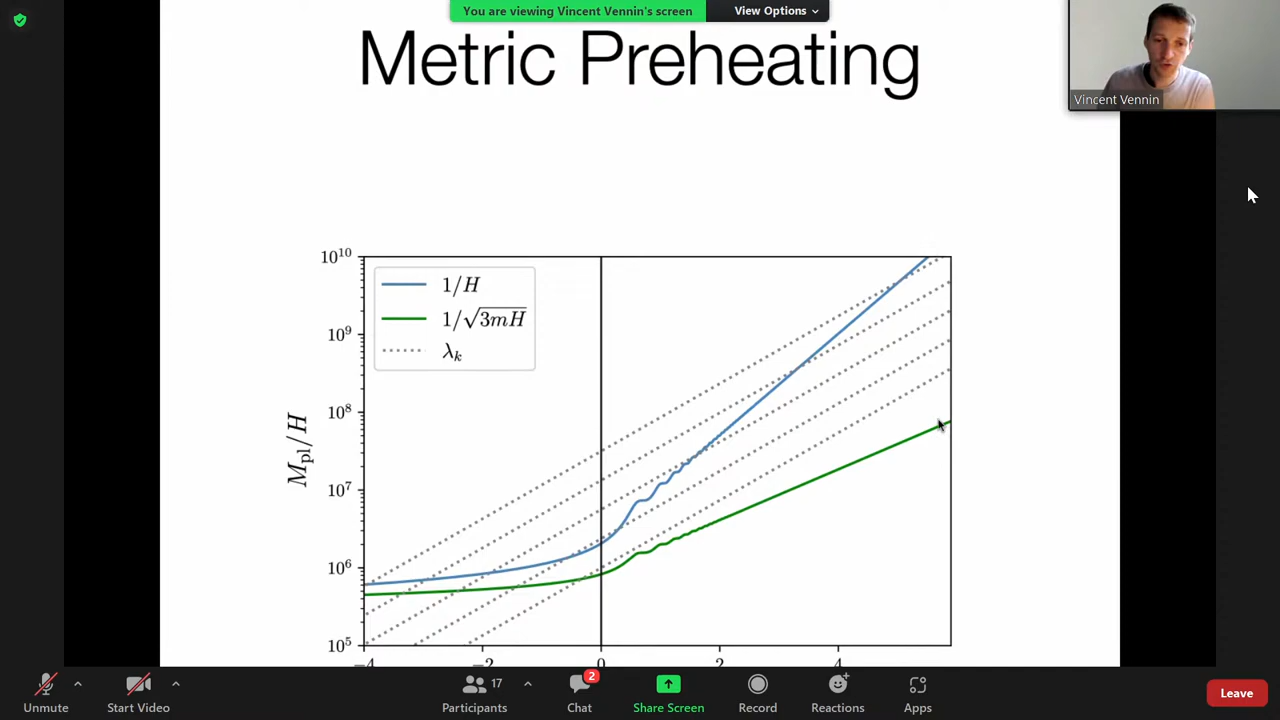 You are viewing Vincent Vennin's screen
View Options
Metric Preheating
Vincent Vennin
10^10
10^9
10^8
10^7
10^6
10^5
M_pl/H
1/H
1/√3mH
λ_k
−4
−2
0
2
4
Unmute
Start Video
17
Participants
2
Chat
Share Screen
Record
Reactions
Apps
Leave